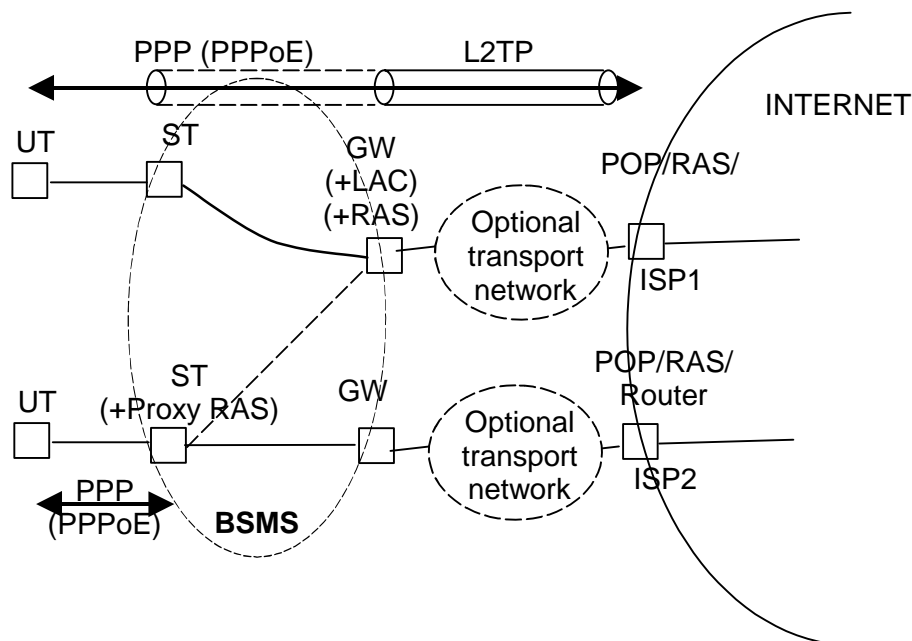 PPP (PPPoE)
L2TP
INTERNET
UT
ST
GW
(+LAC)
(+RAS)
POP/RAS/
Optional
transport
network
ISP1
UT
ST
(+Proxy RAS)
GW
POP/RAS/
Router
Optional
transport
network
ISP2
PPP
(PPPoE)
BSMS